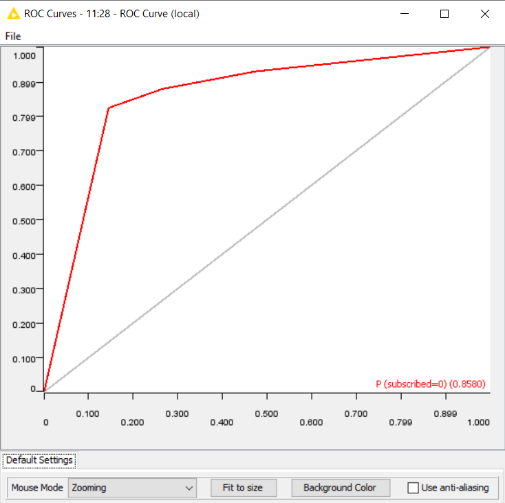 ROC Curves - 11:28 - ROC Curve (local)
File
1.000
0.899
0.799
0.700
0.600
0.500
0.400
0.300
0.200
0.100
0
P (subscribed=0) (0.8580)
0.100 0.300 0.500 0.700 0.899
0 0.200 0.400 0.600 0.799 1.000
Default Settings
Mouse Mode Zooming Fit to size Background Color Use anti-aliasing